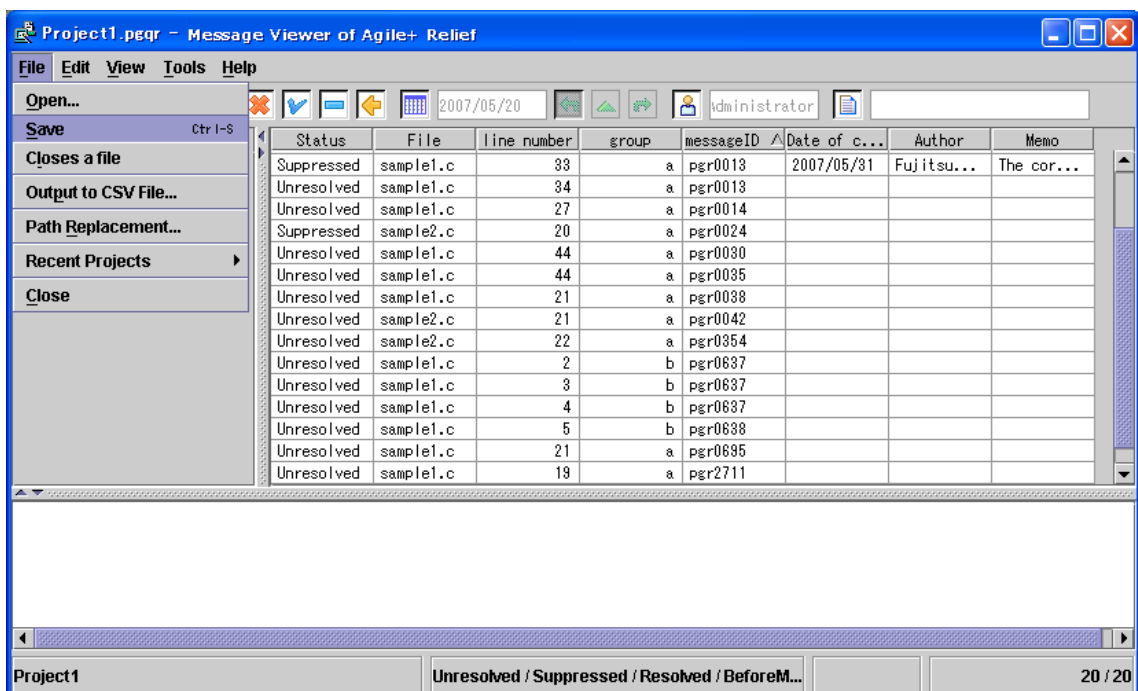 Project1.pgqr - Message Viewer of Agile+ Relief
File Edit View Tools Help
Open...
Save Ctrl-S
Closes a file
Output to CSV File...
Path Replacement...
Recent Projects
Close
2007/05/20 Administrator
Status File line number group messageID Date of c... Author Memo
Suppressed sample1.c 33 a pgr0013 2007/05/31 Fujitsu... The cor...
Unresolved sample1.c 34 a pgr0013
Unresolved sample1.c 27 a pgr0014
Suppressed sample2.c 20 a pgr0024
Unresolved sample1.c 44 a pgr0030
Unresolved sample1.c 44 a pgr0035
Unresolved sample1.c 21 a pgr0038
Unresolved sample2.c 21 a pgr0042
Unresolved sample2.c 22 a pgr0354
Unresolved sample1.c 2 b pgr0637
Unresolved sample1.c 3 b pgr0637
Unresolved sample1.c 4 b pgr0637
Unresolved sample1.c 5 b pgr0638
Unresolved sample1.c 21 a pgr0695
Unresolved sample1.c 19 a pgr2711
Project1 Unresolved / Suppressed / Resolved / BeforeM... 20 / 20